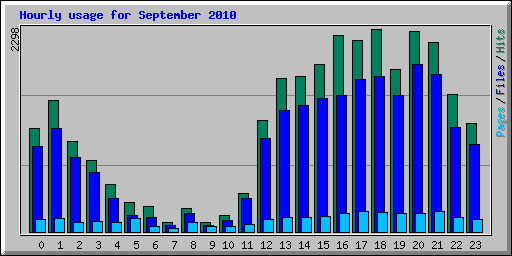 Hourly usage for September 2010
2298
Pages/Files/Hits
0 1 2 3 4 5 6 7 8 9 10 11 12 13 14 15 16 17 18 19 20 21 22 23